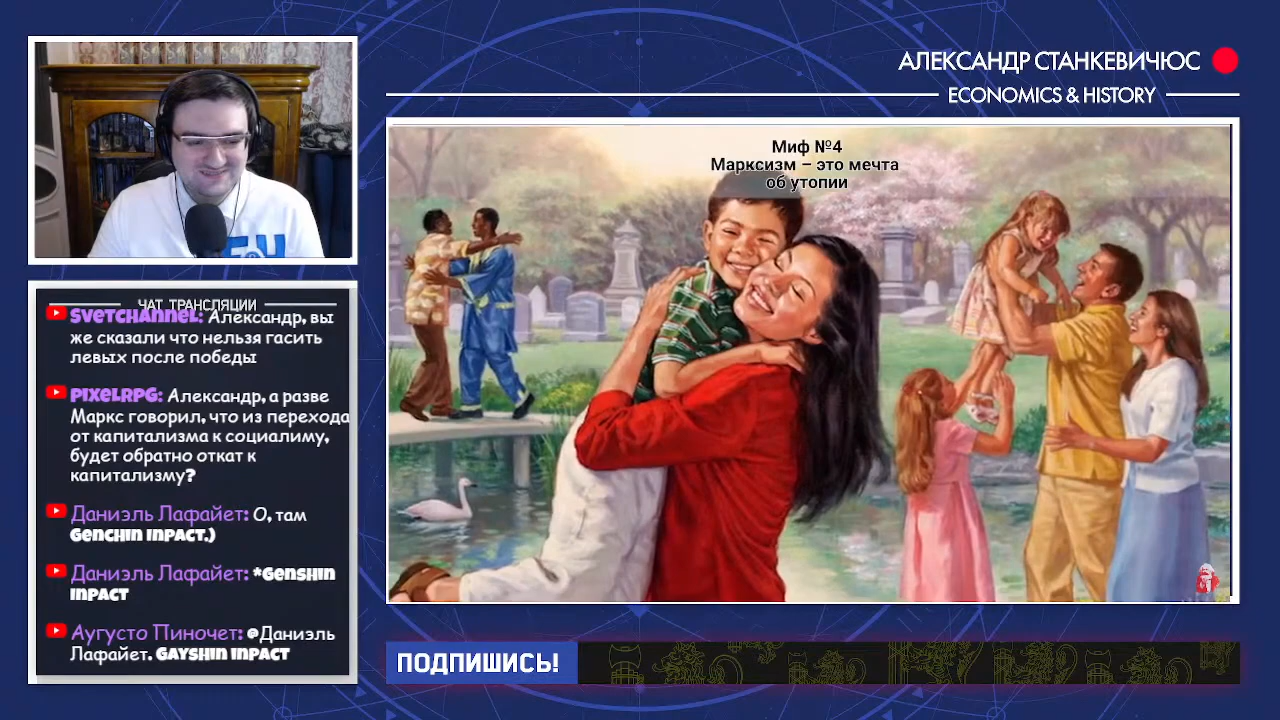 АЛЕКСАНДР СТАНКЕВИЧЮС
ECONOMICS & HISTORY
Миф №4
Марксизм – это мечта
об утопии
ЧАТ ТРАНСЛЯЦИИ
SvetChannel: Александр, вы
же сказали что нельзя гасить
левых после победы
PixelRPG: Александр, а разве
Маркс говорил, что из перехода
от капитализма к социалиму,
будет обратно откат к
капитализму?
Даниэль Лафайет: О, там
Genchin Inpact.)
Даниэль Лафайет: *Genshin
Inpact
Аугусто Пиночет: @Даниэль
Лафайет. GAYSHIN INPACT
ПОДПИШИСЬ!